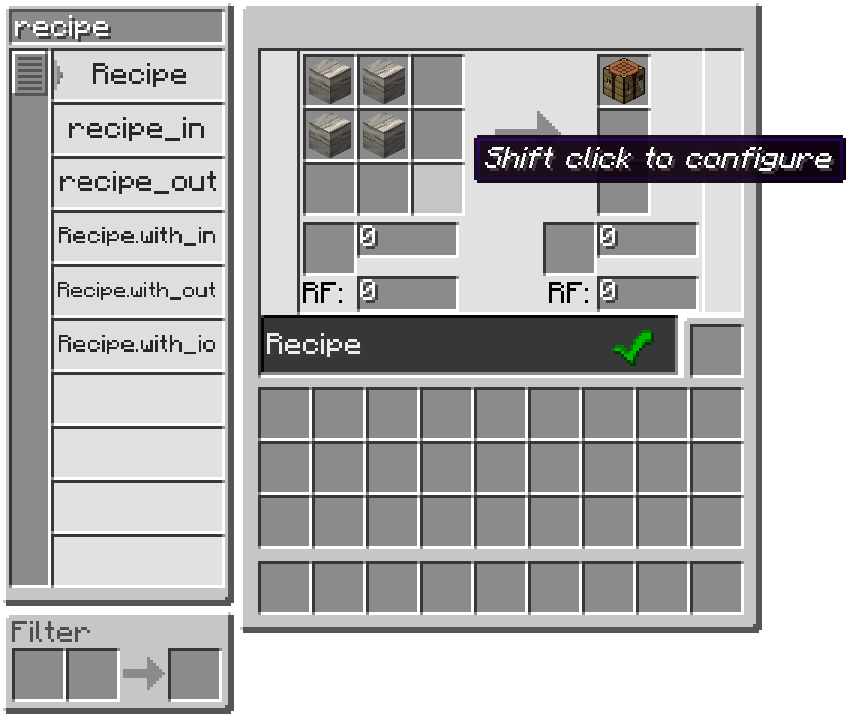 recipe
Recipe
recipe_in
recipe_out
Recipe.with_in
Recipe.with_out
Recipe.with_io
Filter
Shift click to configure
0
0
RF: 0
RF: 0
Recipe